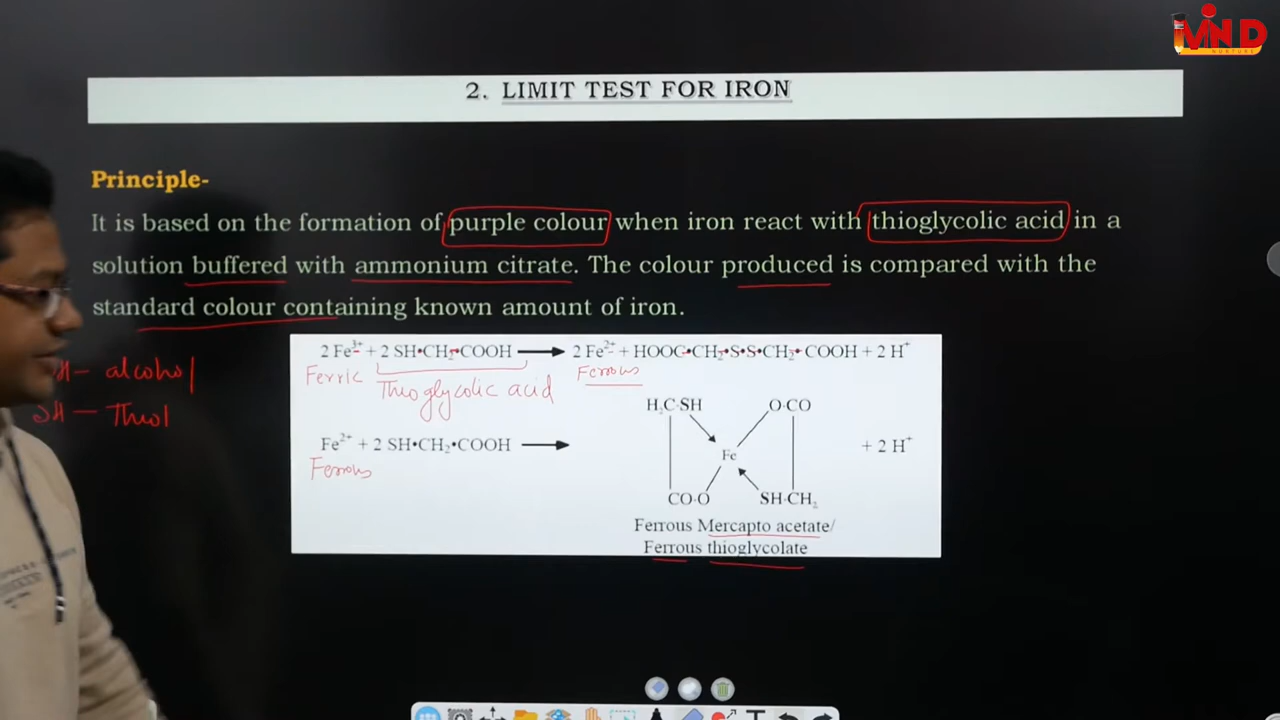 MIND
NURTURE
2. LIMIT TEST FOR IRON
Principle-
It is based on the formation of purple colour when iron react with thioglycolic acid in a
solution buffered with ammonium citrate. The colour produced is compared with the
standard colour containing known amount of iron.
2 Fe³⁺ + 2 SH•CH₂•COOH → 2 Fe²⁺ + HOOC•CH₂•S•S•CH₂•COOH + 2 H⁺
Ferric Thioglycolic acid Ferrous
— alcohol
SH — Thiol
H₂C·SH O·CO
Fe²⁺ + 2 SH•CH₂•COOH → Fe + 2 H⁺
Ferrous
CO·O SH·CH₂
Ferrous Mercapto acetate/
Ferrous thioglycolate
T